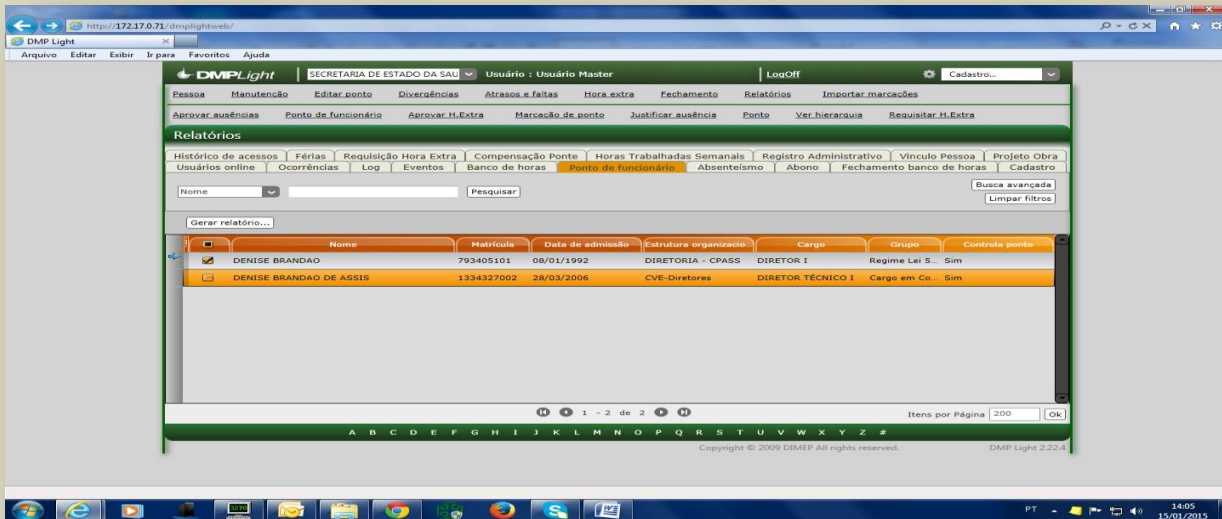 http://172.17.0.71/dmplightweb/
DMP Light
Arquivo Editar Exibir Ir para Favoritos Ajuda
DMPLight SECRETARIA DE ESTADO DA SAU Usuário : Usuário Master LogOff Cadastro...
Pessoa Manutenção Editar ponto Divergências Atrasos e faltas Hora extra Fechamento Relatórios Importar marcações
Aprovar ausências Ponto de funcionário Aprovar H.Extra Marcação de ponto Justificar ausência Ponto Ver hierarquia Requisitar H.Extra
Relatórios
Histórico de acessos Férias Requisição Hora Extra Compensação Ponte Horas Trabalhadas Semanais Registro Administrativo Vinculo Pessoa Projeto Obra
Usuários online Ocorrências Log Eventos Banco de horas Ponto de funcionário Absenteísmo Abono Fechamento banco de horas Cadastro
Nome Pesquisar Busca avançada
Limpar filtros
Gerar relatório...
Nome Matrícula Data de admissão Estrutura organizacio Cargo Grupo Controla ponto
DENISE BRANDAO 793405101 08/01/1992 DIRETORIA - CPASS DIRETOR I Regime Lei 5... Sim
DENISE BRANDAO DE ASSIS 1334327002 28/03/2006 CVE-Diretores DIRETOR TÉCNICO I Cargo em Co... Sim
1 - 2 de 2 Itens por Página 200 Ok
A B C D E F G H I J K L M N O P Q R S T U V W X Y Z #
Copyright © 2009 DIMEP All rights reserved. DMP Light 2.22.4
3270
PT 14:05
15/01/2015